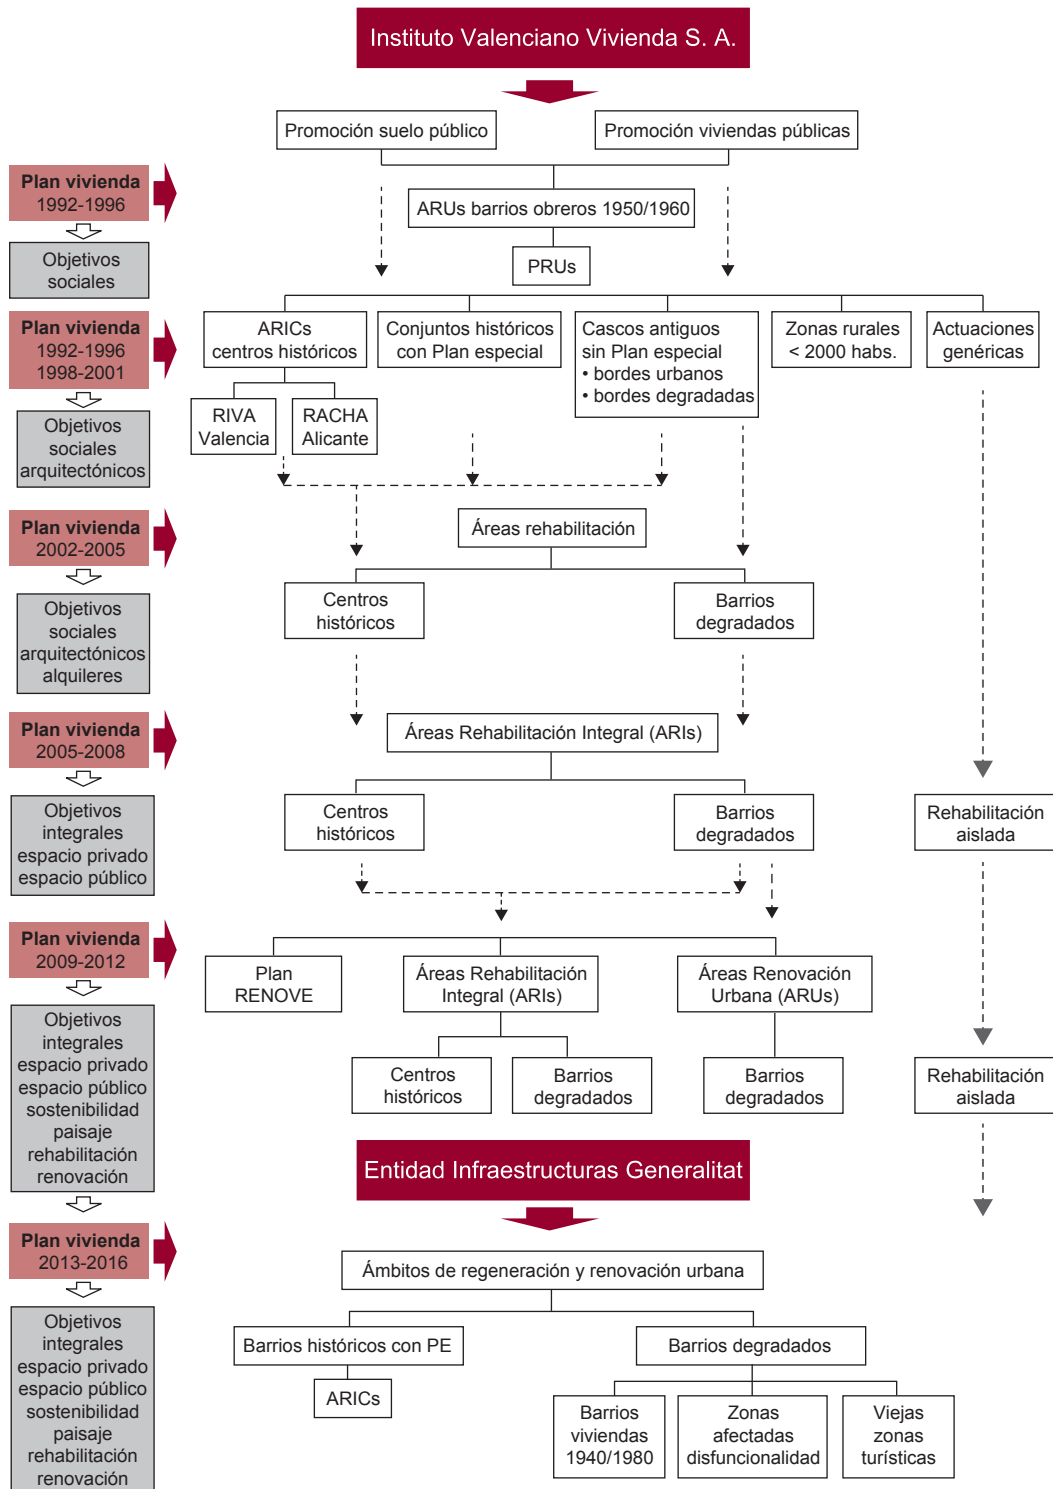 Instituto Valenciano Vivienda S. A.
Promoción suelo público
Promoción viviendas públicas
Plan vivienda
1992-1996
ARUs barrios obreros 1950/1960
Objetivos
sociales
PRUs
Plan vivienda
1992-1996
1998-2001
ARICs
centros históricos
Conjuntos históricos
con Plan especial
Cascos antiguos
sin Plan especial
• bordes urbanos
• bordes degradadas
Zonas rurales
< 2000 habs.
Actuaciones
genéricas
RIVA
Valencia
RACHA
Alicante
Objetivos
sociales
arquitectónicos
Plan vivienda
2002-2005
Áreas rehabilitación
Objetivos
sociales
arquitectónicos
alquileres
Centros
históricos
Barrios
degradados
Plan vivienda
2005-2008
Áreas Rehabilitación Integral (ARIs)
Objetivos
integrales
espacio privado
espacio público
Centros
históricos
Barrios
degradados
Rehabilitación
aislada
Plan vivienda
2009-2012
Plan
RENOVE
Áreas Rehabilitación
Integral (ARIs)
Áreas Renovación
Urbana (ARUs)
Objetivos
integrales
espacio privado
espacio público
sostenibilidad
paisaje
rehabilitación
renovación
Centros
históricos
Barrios
degradados
Barrios
degradados
Rehabilitación
aislada
Entidad Infraestructuras Generalitat
Plan vivienda
2013-2016
Ámbitos de regeneración y renovación urbana
Objetivos
integrales
espacio privado
espacio público
sostenibilidad
paisaje
rehabilitación
renovación
Barrios históricos con PE
Barrios degradados
ARICs
Barrios
viviendas
1940/1980
Zonas
afectadas
disfuncionalidad
Viejas
zonas
turísticas